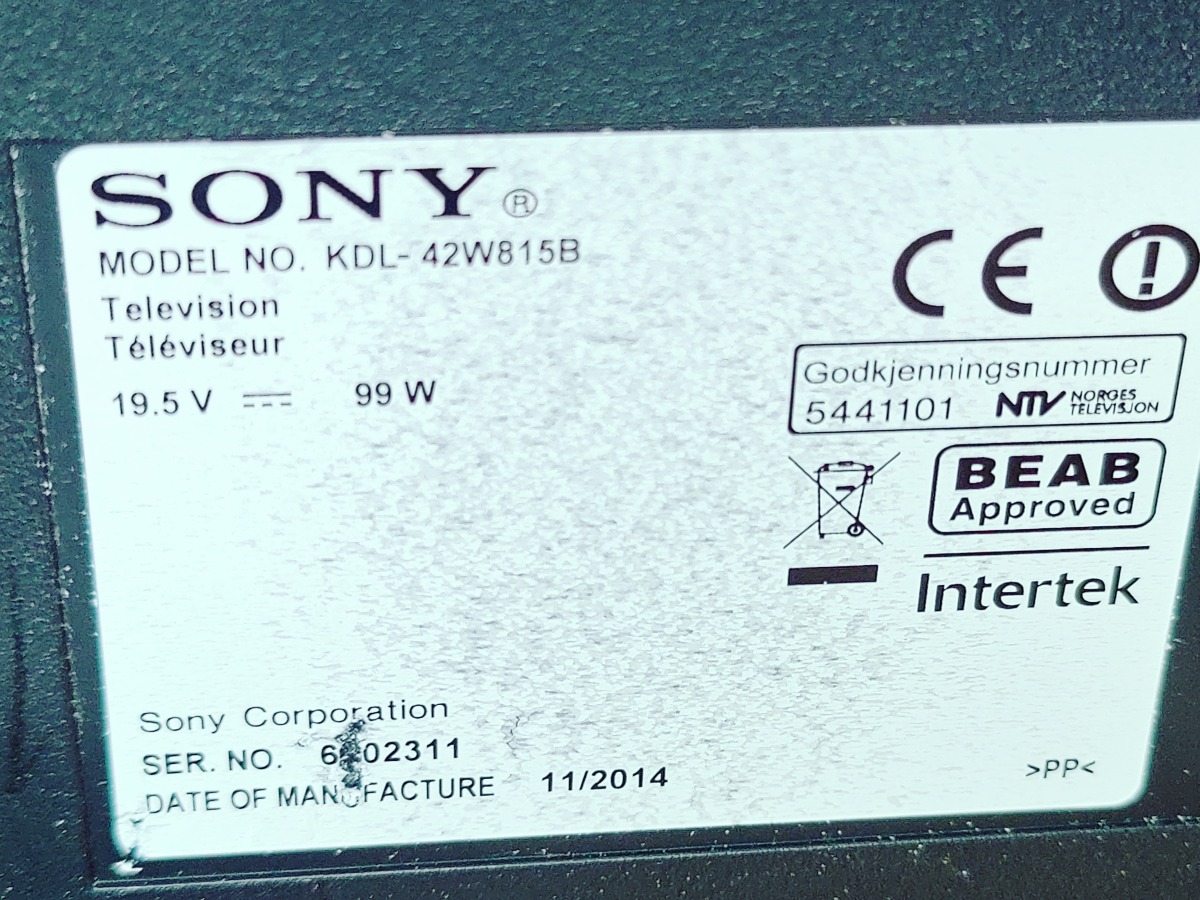 SONY®
MODEL NO. KDL- 42W815B
Television
Téléviseur
19.5 V 99 W
CE
Godkjenningsnummer
5441101 NTV NORGES TELEVISJON
BEAB
Approved
Intertek
Sony Corporation
SER. NO.
DATE OF MANUFACTURE 11/2014
>PP<